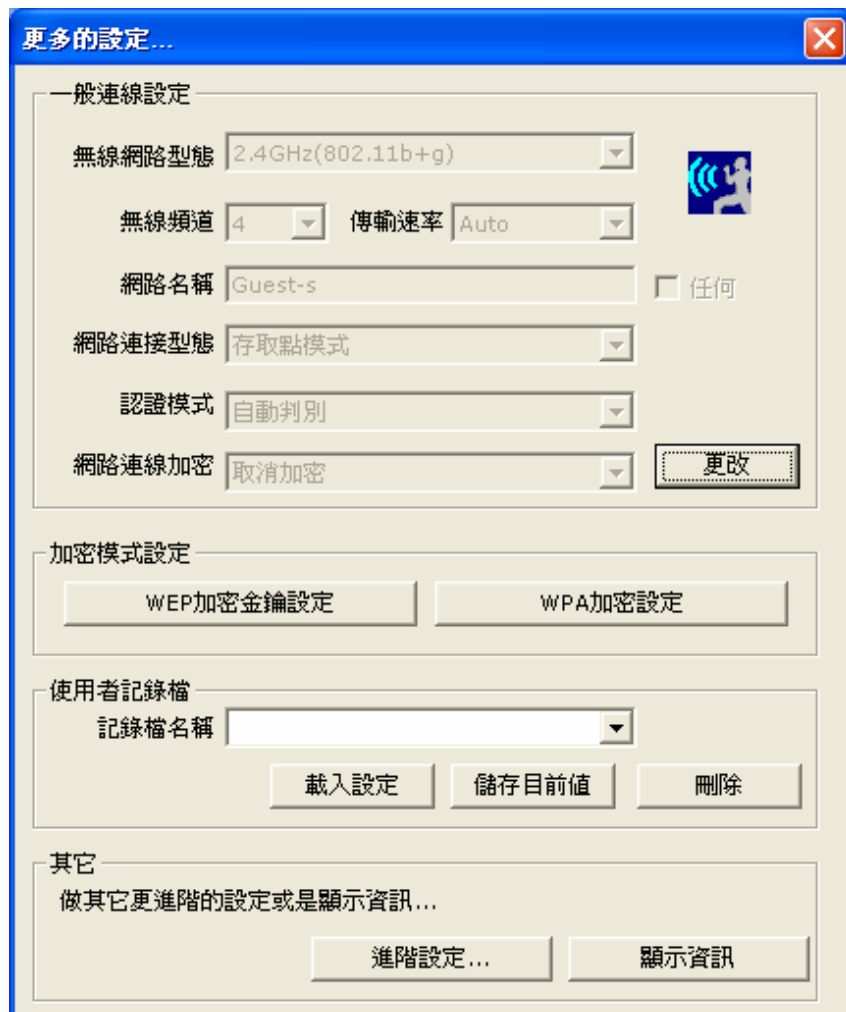 更多的設定...
一般連線設定
無線網路型態 2.4GHz(802.11b+g)
無線頻道 4 傳輸速率 Auto
網路名稱 Guest-s 任何
網路連接型態 存取點模式
認證模式 自動判別
網路連線加密 取消加密 更改
加密模式設定
WEP加密金鑰設定 WPA加密設定
使用者記錄檔
記錄檔名稱
載入設定 儲存目前值 刪除
其它
做其它更進階的設定或是顯示資訊...
進階設定... 顯示資訊